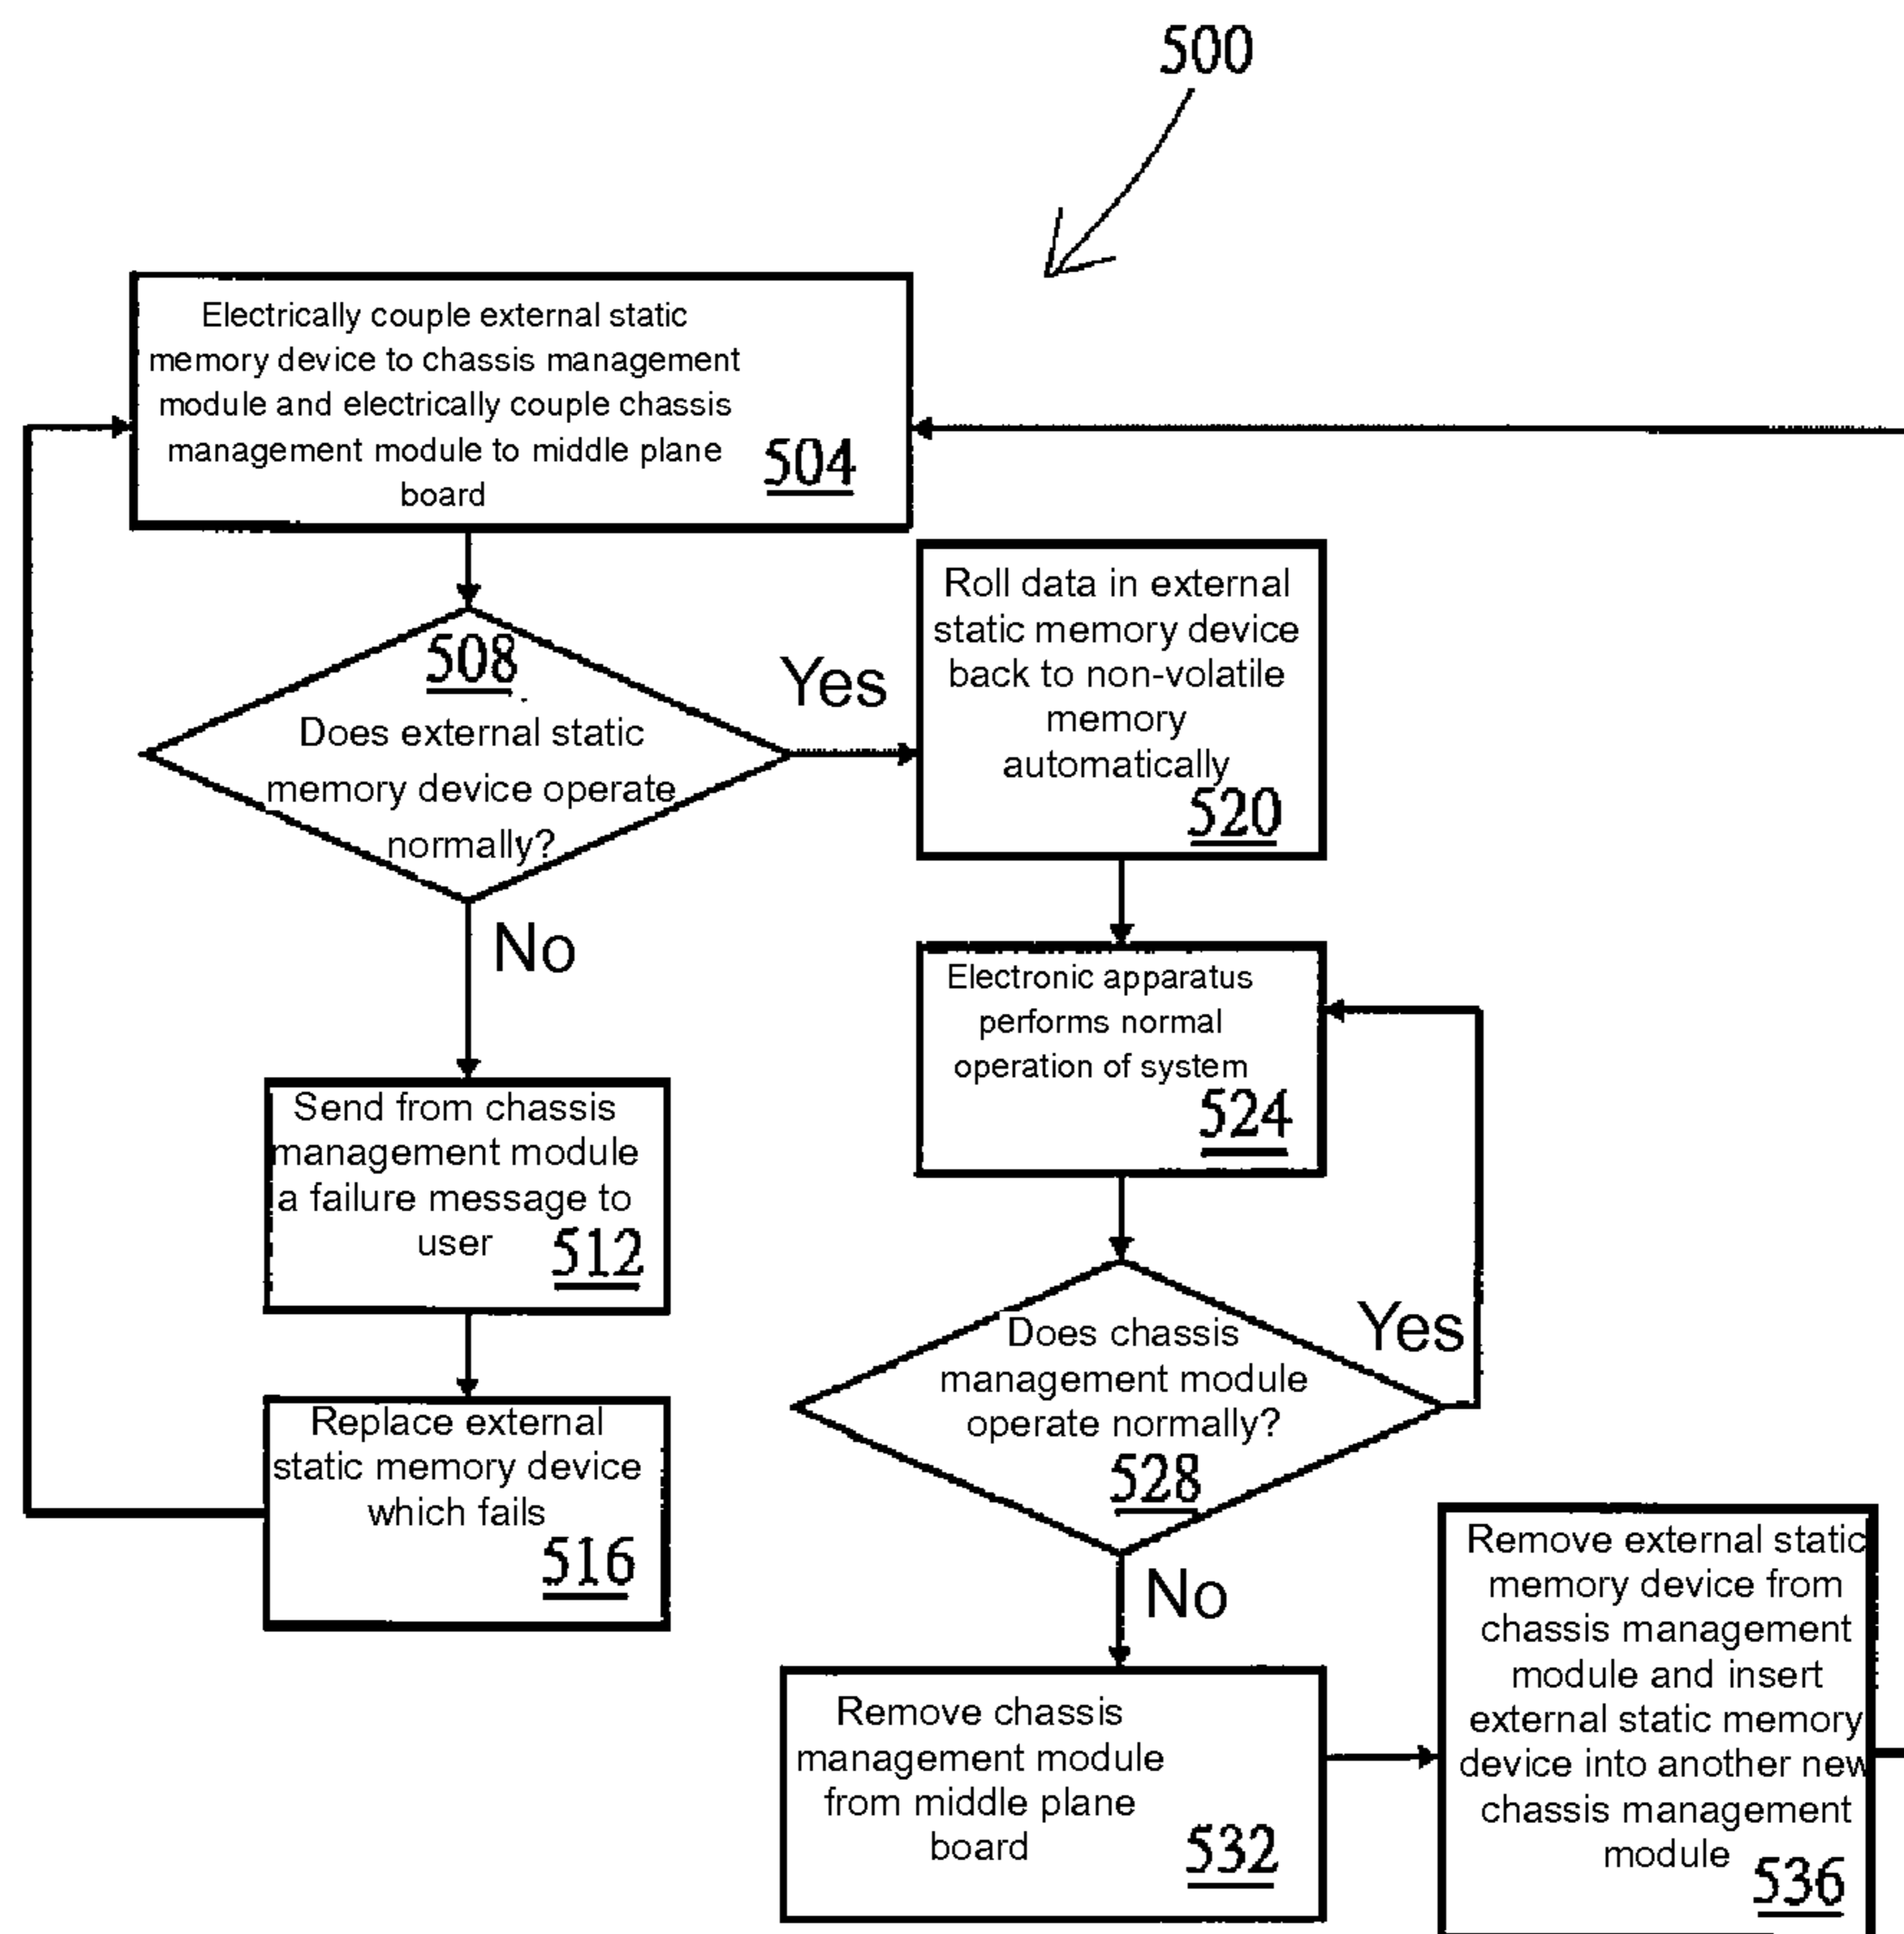 500
Electrically couple external static
memory device to chassis management
module and electrically couple chassis
management module to middle plane
board
504
508
Does external static
memory device operate
normally?
Yes
No
Roll data in external
static memory device
back to non-volatile
memory
automatically
520
Electronic apparatus
performs normal
operation of system
524
Send from chassis
management module
a failure message to
user
512
Replace external
static memory device
which fails
516
Does chassis
management module
operate normally?
528
Yes
No
Remove chassis
management module
from middle plane
board
532
Remove external static
memory device from
chassis management
module and insert
external static memory
device into another new
chassis management
module
536